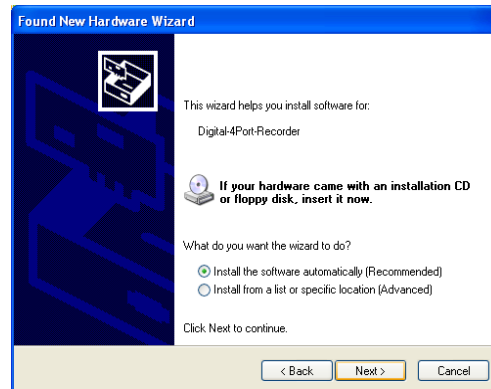 Found New Hardware Wizard
This wizard helps you install software for:
Digital-4Port-Recorder
If your hardware came with an installation CD
or floppy disk, insert it now.
What do you want the wizard to do?
Install the software automatically (Recommended)
Install from a list or specific location (Advanced)
Click Next to continue.
< Back Next > Cancel